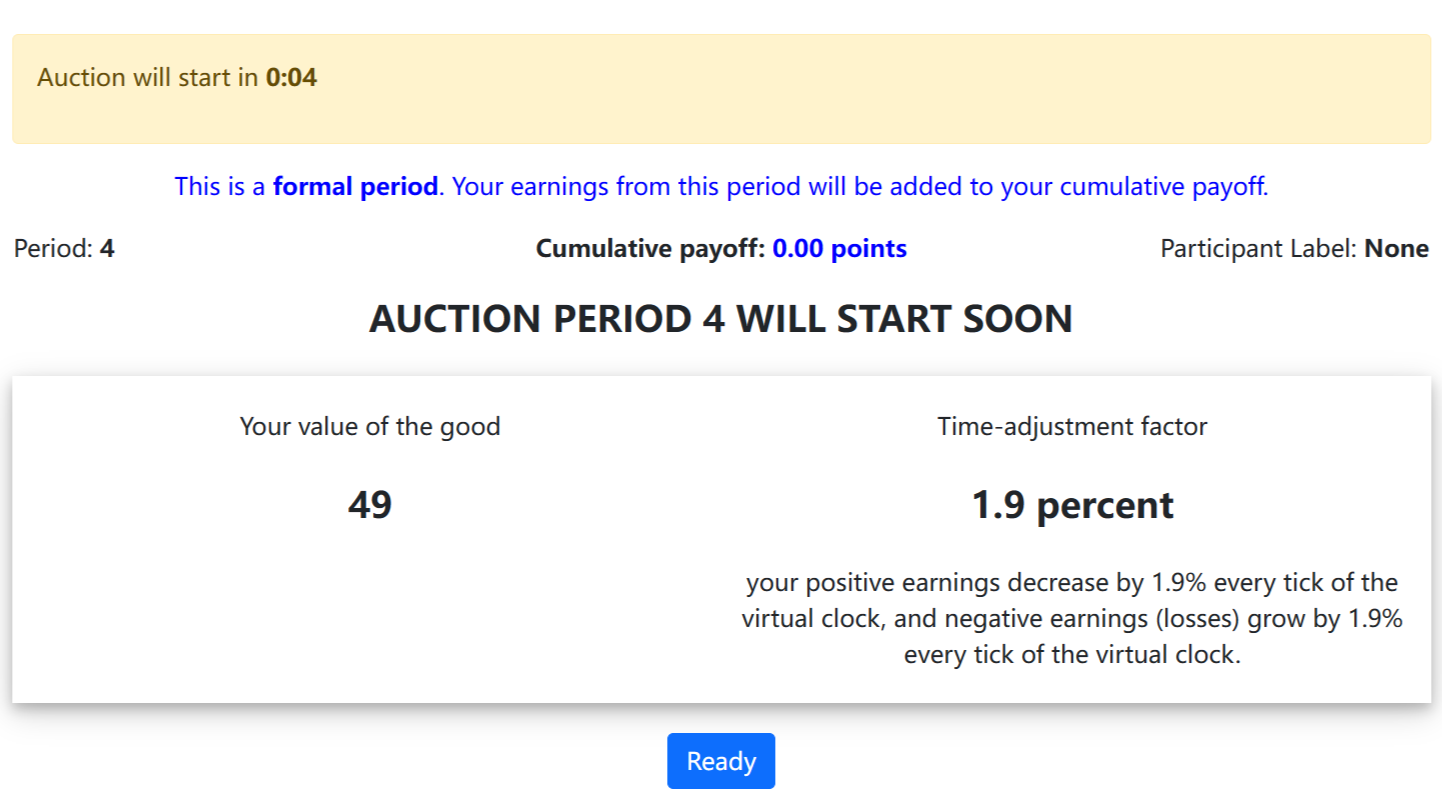 Auction will start in 0:04
This is a formal period. Your earnings from this period will be added to your cumulative payoff.
Period: 4
Cumulative payoff: 0.00 points
Participant Label: None
AUCTION PERIOD 4 WILL START SOON
Your value of the good
49
Time-adjustment factor
1.9 percent
your positive earnings decrease by 1.9% every tick of the
virtual clock, and negative earnings (losses) grow by 1.9%
every tick of the virtual clock.
Ready